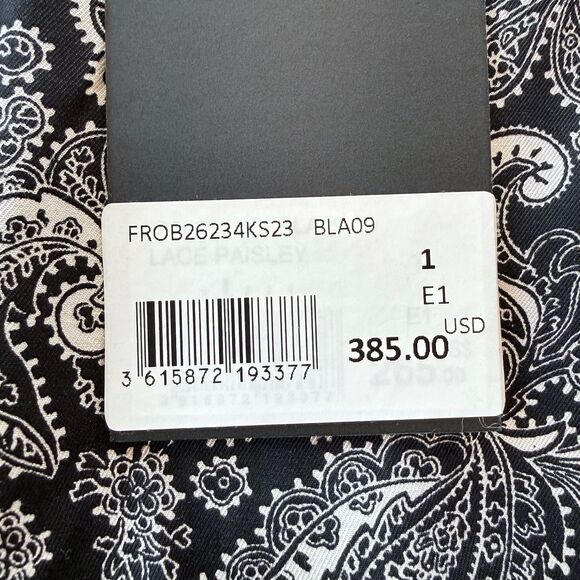 FROB26234KS23 BLA09
LACE PAISLEY
1
E1
USD
385.00
3 615872 193377